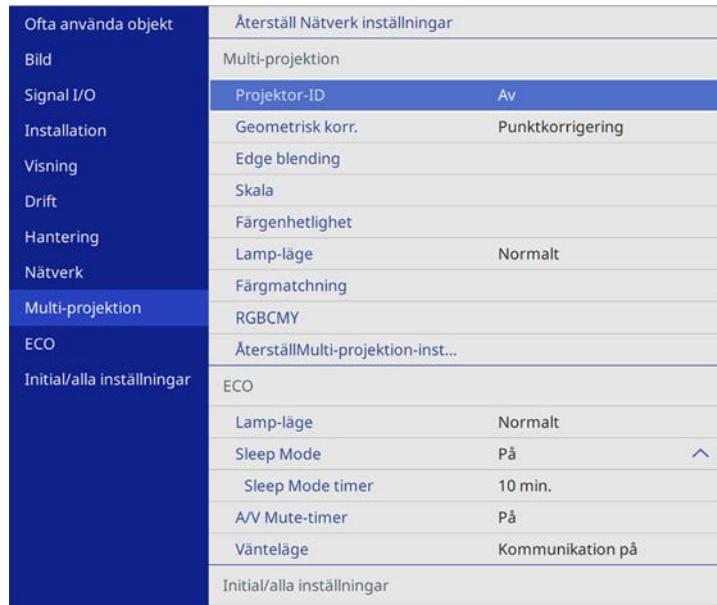 Ofta använda objekt
Bild
Signal I/O
Installation
Visning
Drift
Hantering
Nätverk
Multi-projektion
ECO
Initial/alla inställningar
Återställ Nätverk inställningar
Multi-projektion
Projektor-ID Av
Geometrisk korr. Punktkorrigering
Edge blending
Skala
Färgenhetlighet
Lamp-läge Normalt
Färgmatchning
RGBCMY
ÅterställMulti-projektion-inst...
ECO
Lamp-läge Normalt
Sleep Mode På
Sleep Mode timer 10 min.
A/V Mute-timer På
Vänteläge Kommunikation på
Initial/alla inställningar